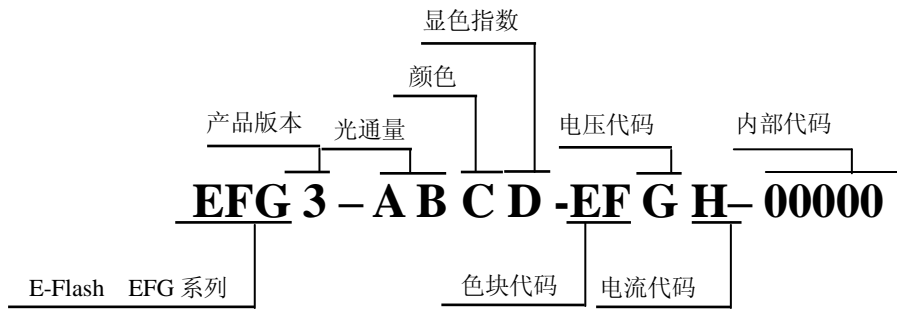 显色指数
颜色
产品版本 光通量 电压代码 内部代码
EFG 3 – A B C D -EF G H– 00000
E-Flash EFG 系列 色块代码 电流代码